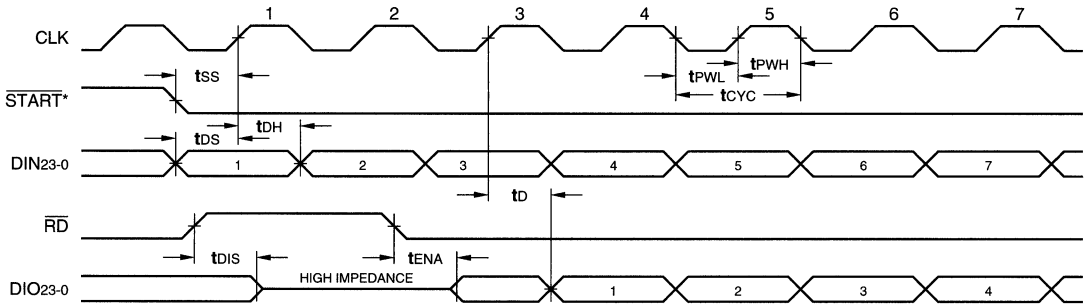 1 2 3 4 5 6 7
CLK
tSS
tPWL tPWH
tCYC
START*
tDS tDH
DIN23-0 1 2 3 4 5 6 7
tD
RD
tDIS tENA
DIO23-0 HIGH IMPEDANCE 1 2 3 4